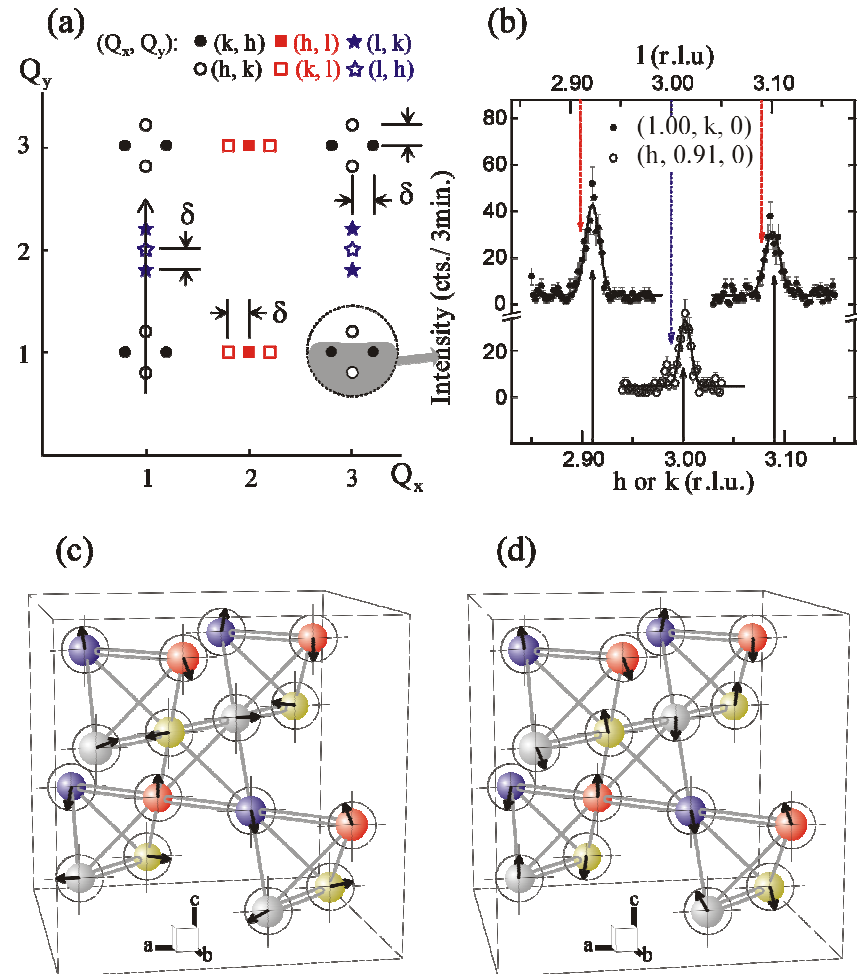 (a)
(Qx, Qy): (k, h) (h, l) (l, k)
(h, k) (k, l) (l, h)
Qy
3
2
1
δ
δ
δ
δ
1 2 3 Qx
(b)
l (r.l.u)
2.90 3.00 3.10
(1.00, k, 0)
(h, 0.91, 0)
Intensity (cts./ 3min.)
80
60
40
20
0
20
0
2.90 3.00 3.10
h or k (r.l.u.)
(c)
c
a
b
(d)
c
a
b